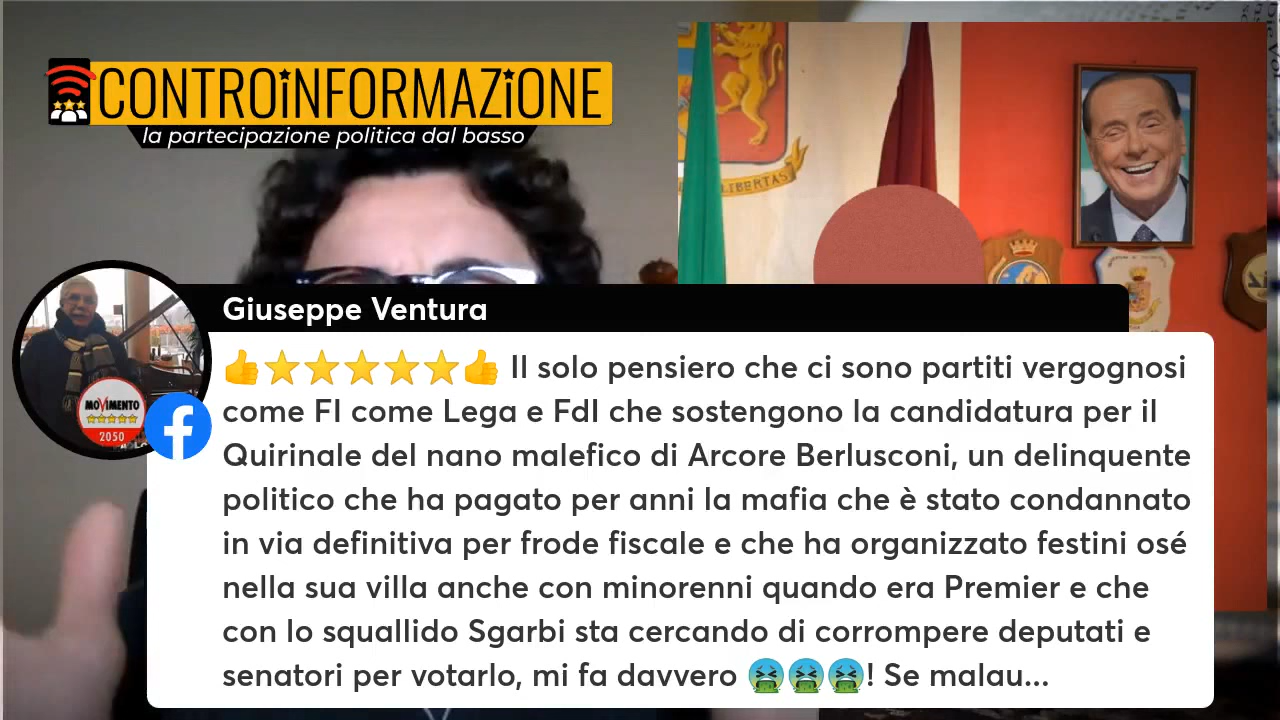 CONTROiNFORMAZiONE
la partecipazione politica dal basso
LIBERTAS
Giuseppe Ventura
👍⭐⭐⭐⭐⭐👍 Il solo pensiero che ci sono partiti vergognosi
come FI come Lega e FdI che sostengono la candidatura per il
Quirinale del nano malefico di Arcore Berlusconi, un delinquente
politico che ha pagato per anni la mafia che è stato condannato
in via definitiva per frode fiscale e che ha organizzato festini osé
nella sua villa anche con minorenni quando era Premier e che
con lo squallido Sgarbi sta cercando di corrompere deputati e
senatori per votarlo, mi fa davvero 🤮🤮🤮! Se malau...
MOVIMENTO
2050